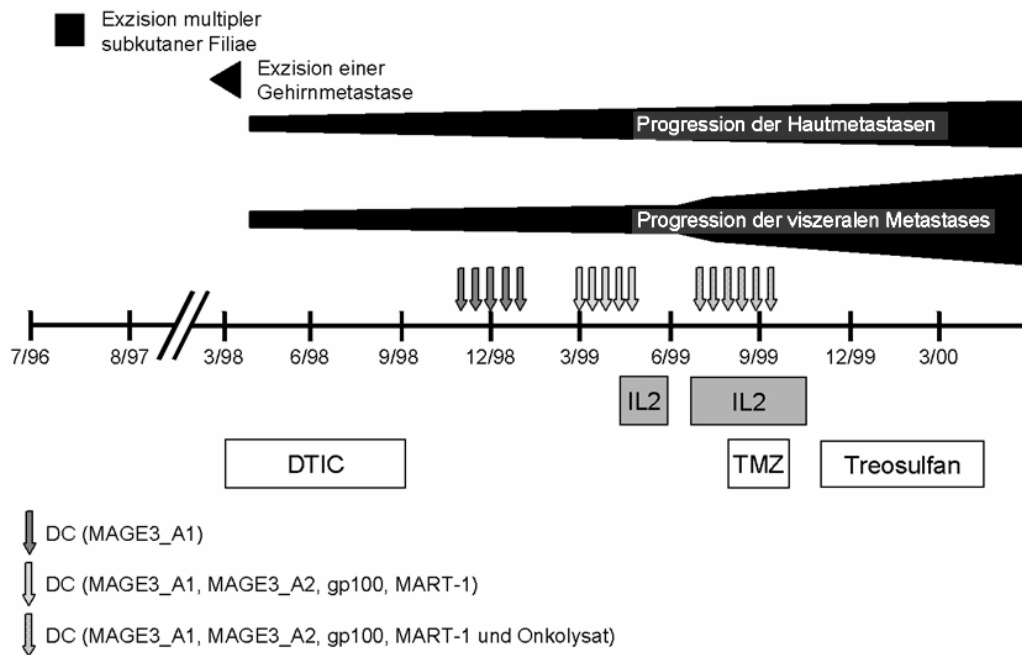 Exzision multipler
subkutaner Filiae
Exzision einer
Gehirnmetastase
Progression der Hautmetastasen
Progression der viszeralen Metastases
7/96 8/97 3/98 6/98 9/98 12/98 3/99 6/99 9/99 12/99 3/00
IL2 IL2
DTIC TMZ Treosulfan
DC (MAGE3_A1)
DC (MAGE3_A1, MAGE3_A2, gp100, MART-1)
DC (MAGE3_A1, MAGE3_A2, gp100, MART-1 und Onkolysat)